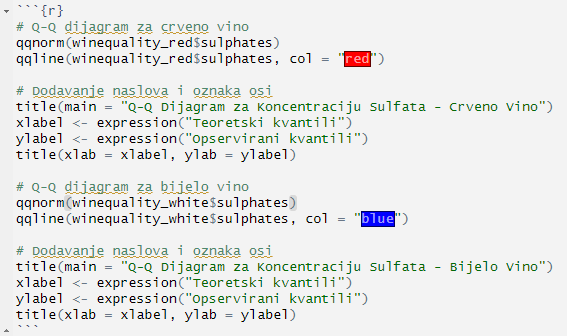 ```{r}
# Q-Q dijagram za crveno vino
qqnorm(winequality_red$sulphates)
qqline(winequality_red$sulphates, col = "red")
# Dodavanje naslova i oznaka osi
title(main = "Q-Q Dijagram za Koncentraciju Sulfata - Crveno Vino")
xlabel <- expression("Teoretski kvantili")
ylabel <- expression("Opservirani kvantili")
title(xlab = xlabel, ylab = ylabel)
# Q-Q dijagram za bijelo vino
qqnorm(winequality_white$sulphates)
qqline(winequality_white$sulphates, col = "blue")
# Dodavanje naslova i oznaka osi
title(main = "Q-Q Dijagram za Koncentraciju Sulfata - Bijelo Vino")
xlabel <- expression("Teoretski kvantili")
ylabel <- expression("Opservirani kvantili")
title(xlab = xlabel, ylab = ylabel)
```